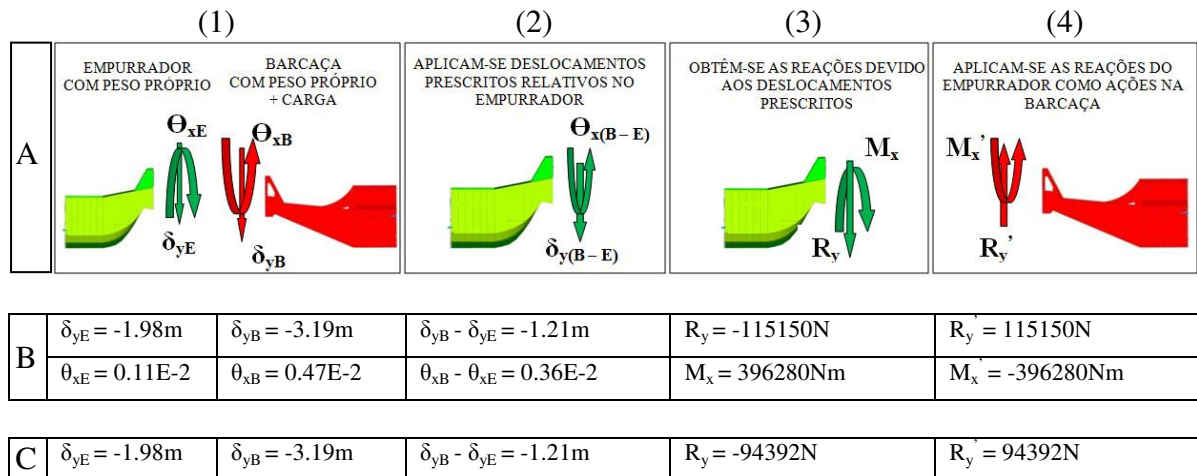 (1) (2) (3) (4)
A
EMPURRADOR
COM PESO PRÓPRIO
BARCAÇA
COM PESO PRÓPRIO
+ CARGA
ΘxE
ΘxB
δyE
δyB
APLICAM-SE DESLOCAMENTOS
PRESCRITOS RELATIVOS NO
EMPURRADOR
Θx(B – E)
δy(B – E)
OBTÊM-SE AS REAÇÕES DEVIDO
AOS DESLOCAMENTOS
PRESCRITOS
Mx
Ry
APLICAM-SE AS REAÇÕES DO
EMPURRADOR COMO AÇÕES NA
BARCAÇA
Mx'
Ry'
B
δyE = -1.98m δyB = -3.19m δyB - δyE = -1.21m Ry = -115150N Ry' = 115150N
θxE = 0.11E-2 θxB = 0.47E-2 θxB - θxE = 0.36E-2 Mx = 396280Nm Mx' = -396280Nm
C δyE = -1.98m δyB = -3.19m δyB - δyE = -1.21m Ry = -94392N Ry' = 94392N